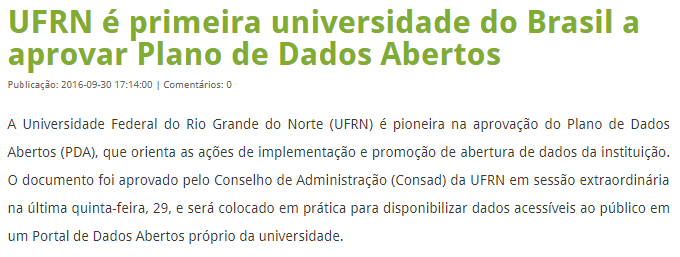 UFRN é primeira universidade do Brasil a
aprovar Plano de Dados Abertos
Publicação: 2016-09-30 17:14:00 | Comentários: 0
A Universidade Federal do Rio Grande do Norte (UFRN) é pioneira na aprovação do Plano de Dados
Abertos (PDA), que orienta as ações de implementação e promoção de abertura de dados da instituição.
O documento foi aprovado pelo Conselho de Administração (Consad) da UFRN em sessão extraordinária
na última quinta-feira, 29, e será colocado em prática para disponibilizar dados acessíveis ao público em
um Portal de Dados Abertos próprio da universidade.